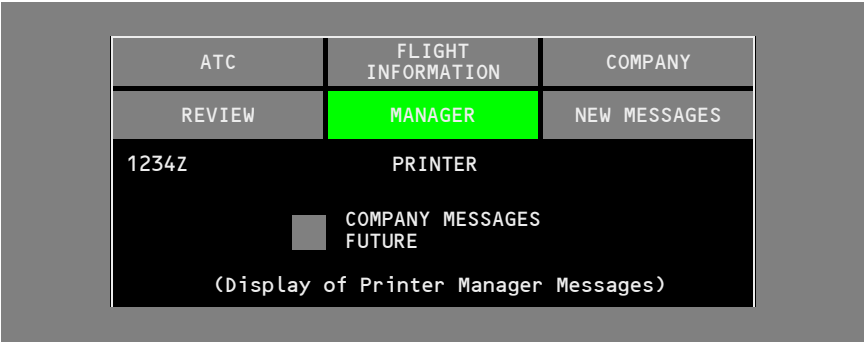 ATC
FLIGHT
INFORMATION
COMPANY
REVIEW
MANAGER
NEW MESSAGES
1234Z
PRINTER
COMPANY MESSAGES
FUTURE
(Display of Printer Manager Messages)